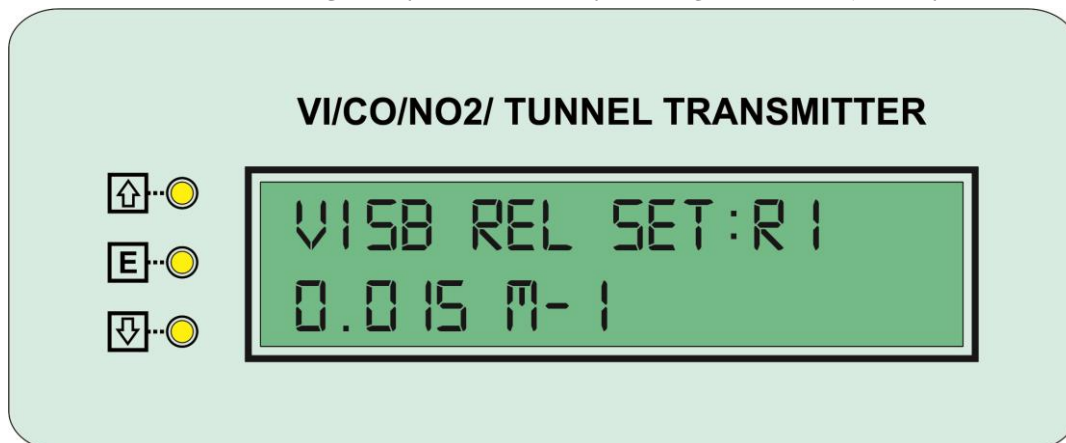 VI/CO/NO2/ TUNNEL TRANSMITTER
VISB REL SET:R1
E
0.015 M-1